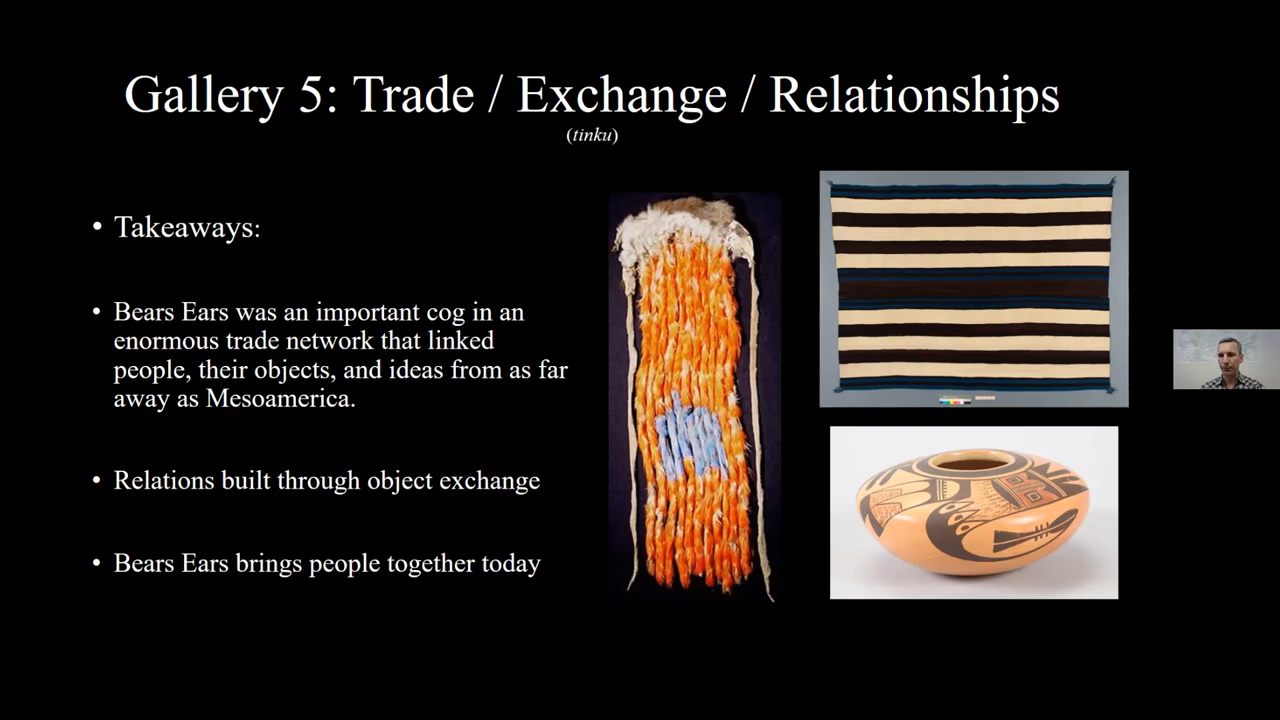 Gallery 5: Trade / Exchange / Relationships
(tinku)
• Takeaways:
• Bears Ears was an important cog in an
enormous trade network that linked
people, their objects, and ideas from as far
away as Mesoamerica.
• Relations built through object exchange
• Bears Ears brings people together today